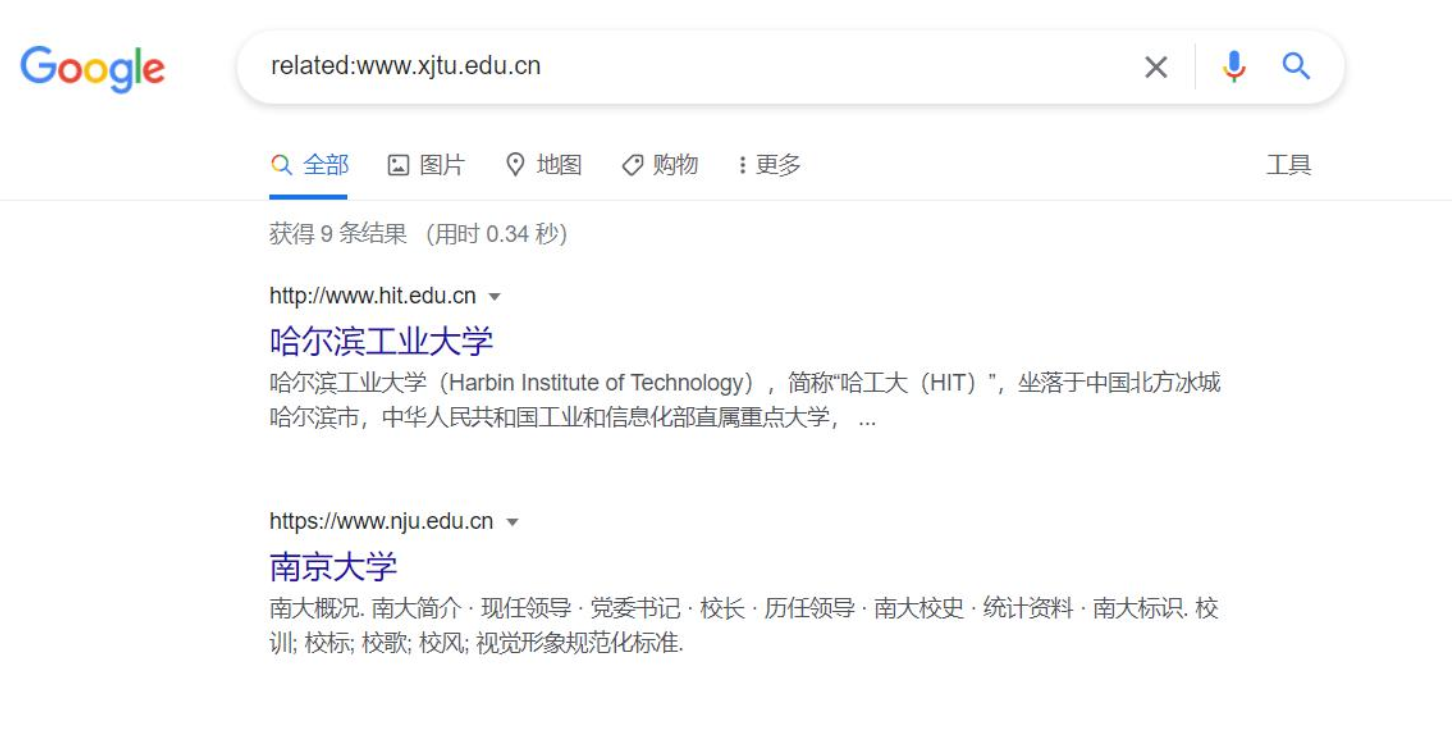 Google
related:www.xjtu.edu.cn
全部 图片 地图 购物 更多 工具
获得 9 条结果 （用时 0.34 秒）
http://www.hit.edu.cn
哈尔滨工业大学
哈尔滨工业大学（Harbin Institute of Technology），简称“哈工大（HIT）”，坐落于中国北方冰城
哈尔滨市，中华人民共和国工业和信息化部直属重点大学， ...
https://www.nju.edu.cn
南京大学
南大概况. 南大简介 · 现任领导 · 党委书记 · 校长 · 历任领导 · 南大校史 · 统计资料 · 南大标识. 校
训; 校标; 校歌; 校风; 视觉形象规范化标准.